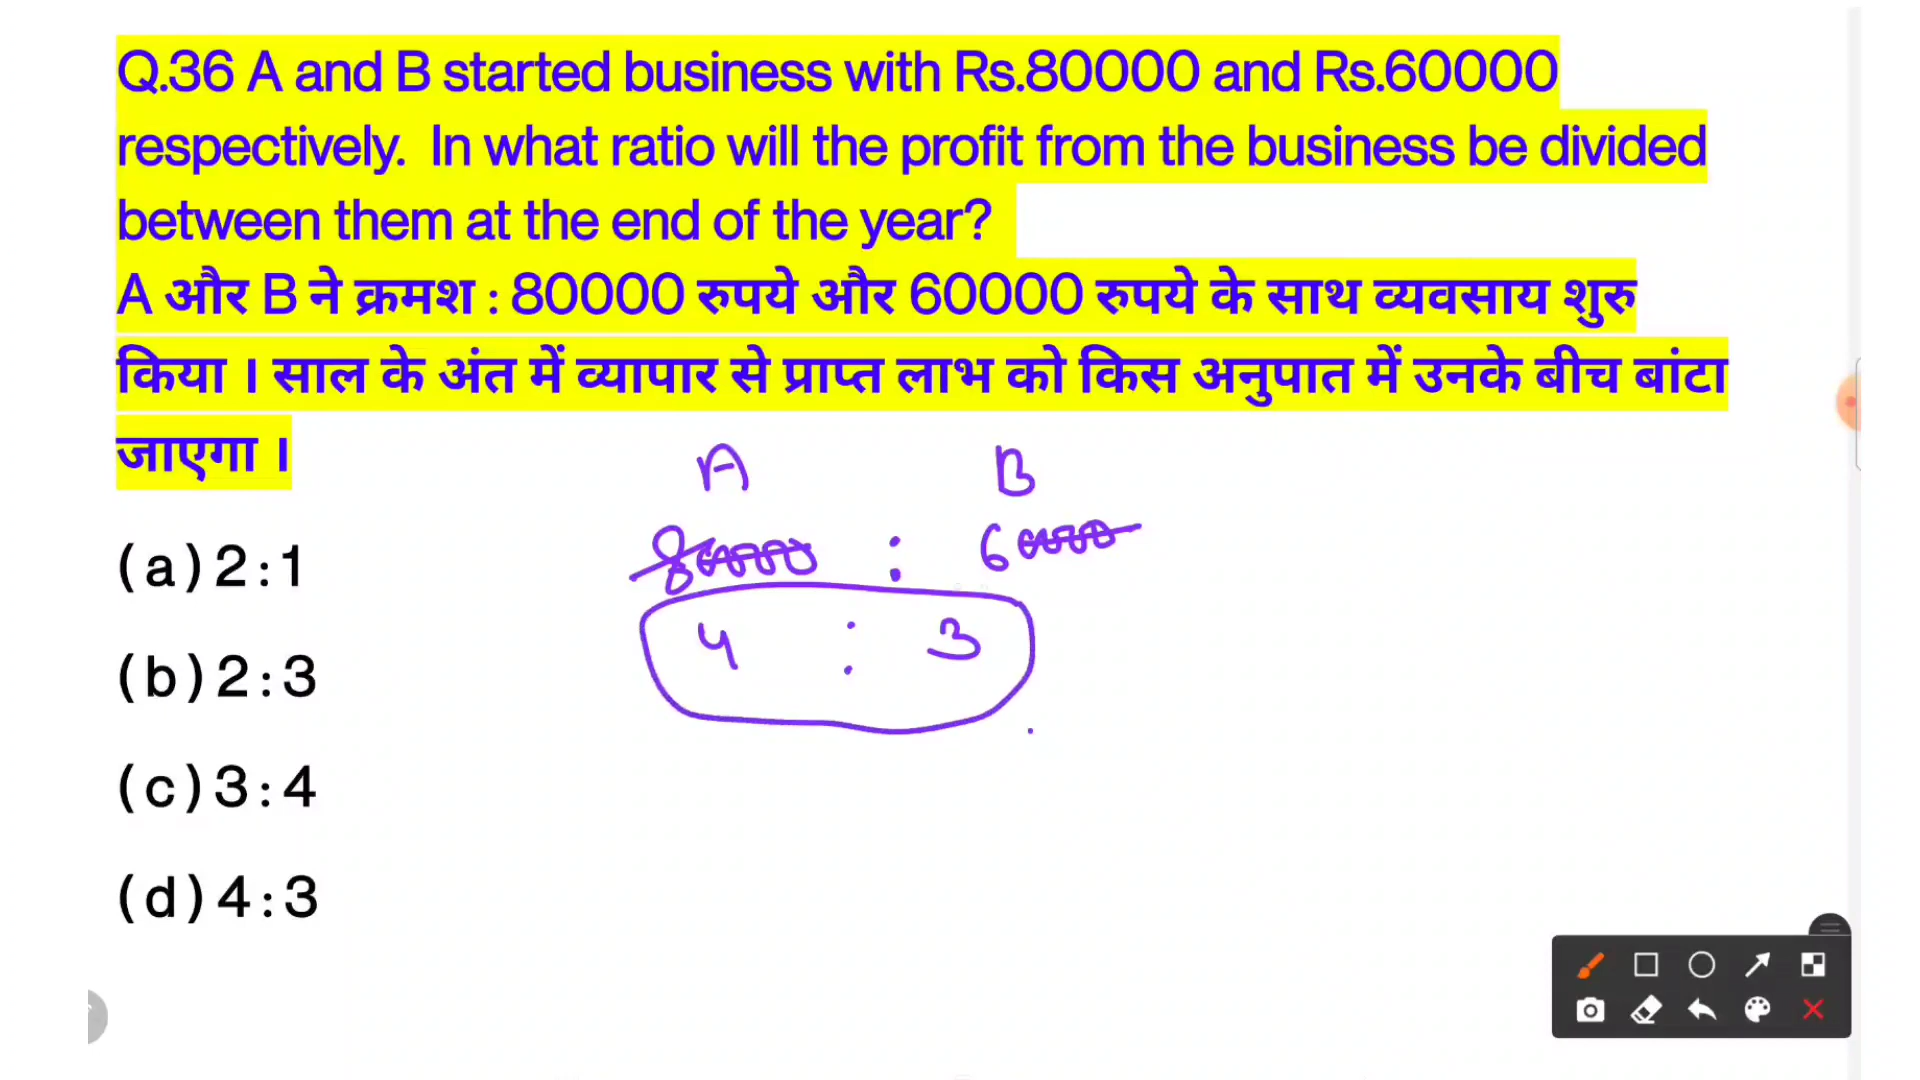 Q.36 A and B started business with Rs.80000 and Rs.60000
respectively. In what ratio will the profit from the business be divided
between them at the end of the year?
A और B ने क्रमश : 80000 रुपये और 60000 रुपये के साथ व्यवसाय शुरु
किया । साल के अंत में व्यापार से प्राप्त लाभ को किस अनुपात में उनके बीच बांटा
जाएगा ।
A B
80000 : 60000
4 : 3
(a) 2:1
(b) 2:3
(c) 3:4
(d) 4:3